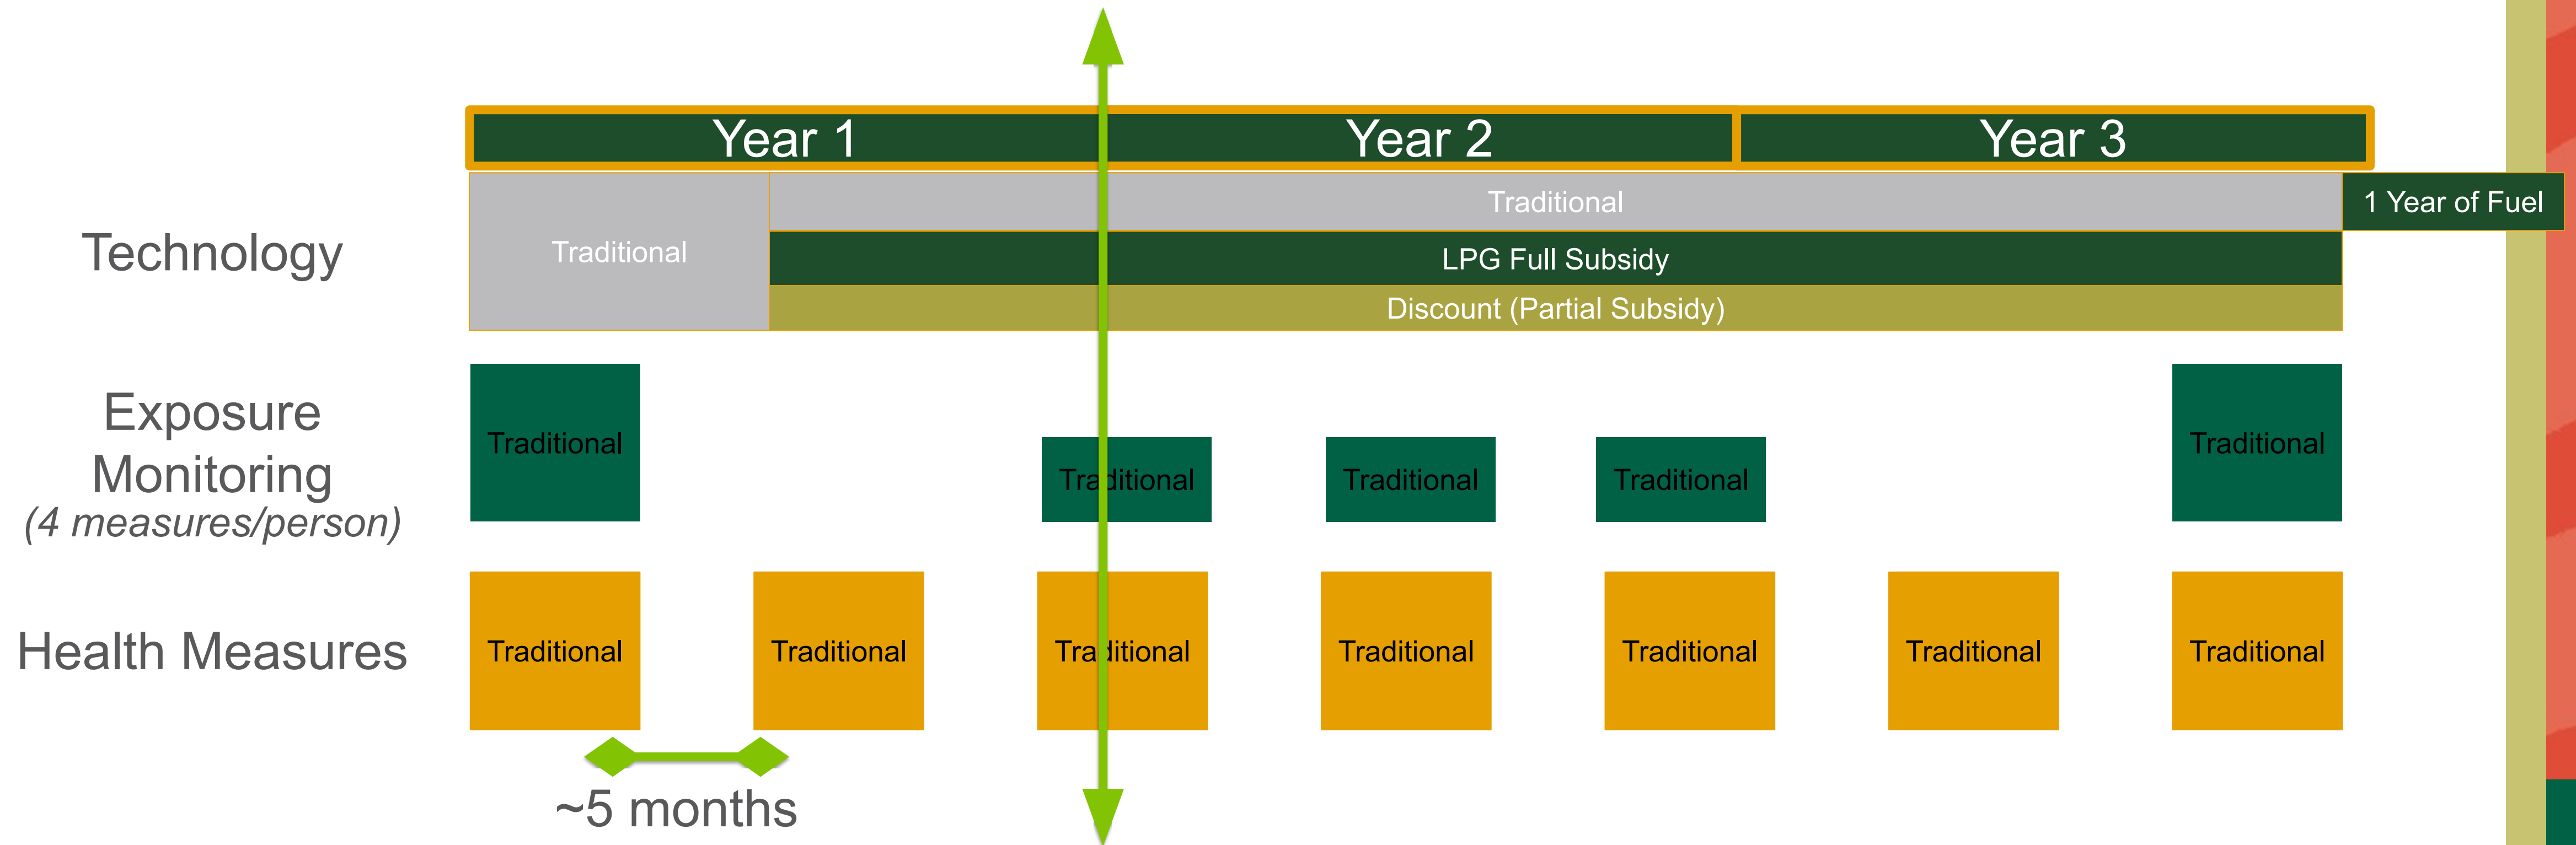 Year 1
Year 2
Year 3
Technology
Traditional
Traditional
1 Year of Fuel
LPG Full Subsidy
Discount (Partial Subsidy)
Exposure
Monitoring
(4 measures/person)
Traditional
Traditional
Traditional
Traditional
Traditional
Health Measures
Traditional
Traditional
Traditional
Traditional
Traditional
Traditional
Traditional
~5 months